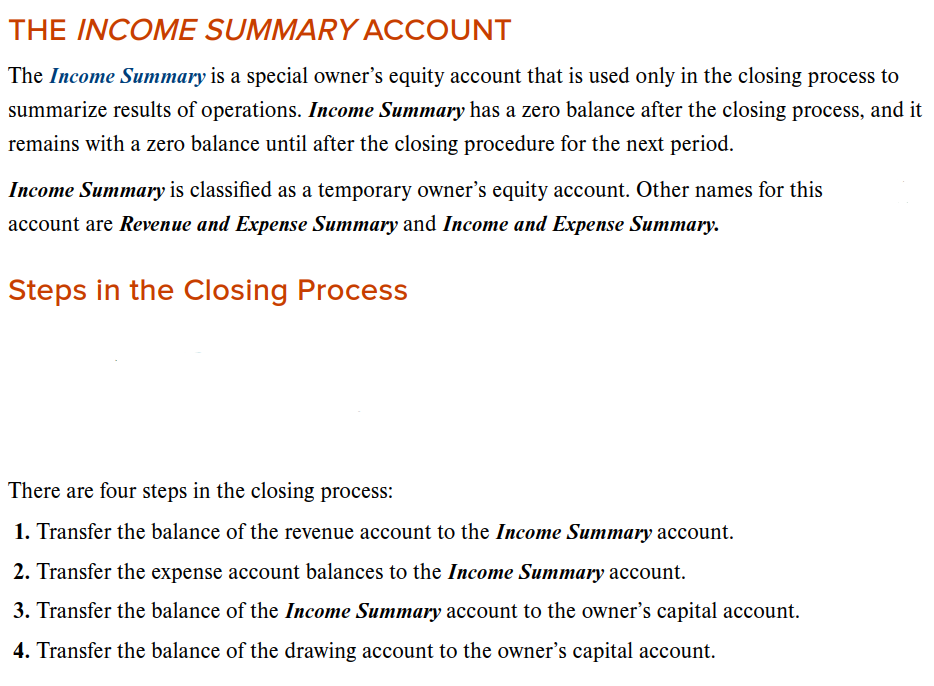 THE INCOME SUMMARY ACCOUNT
The Income Summary is a special owner’s equity account that is used only in the closing process to
summarize results of operations. Income Summary has a zero balance after the closing process, and it
remains with a zero balance until after the closing procedure for the next period.
Income Summary is classified as a temporary owner’s equity account. Other names for this
account are Revenue and Expense Summary and Income and Expense Summary.
Steps in the Closing Process
There are four steps in the closing process:
1. Transfer the balance of the revenue account to the Income Summary account.
2. Transfer the expense account balances to the Income Summary account.
3. Transfer the balance of the Income Summary account to the owner’s capital account.
4. Transfer the balance of the drawing account to the owner’s capital account.